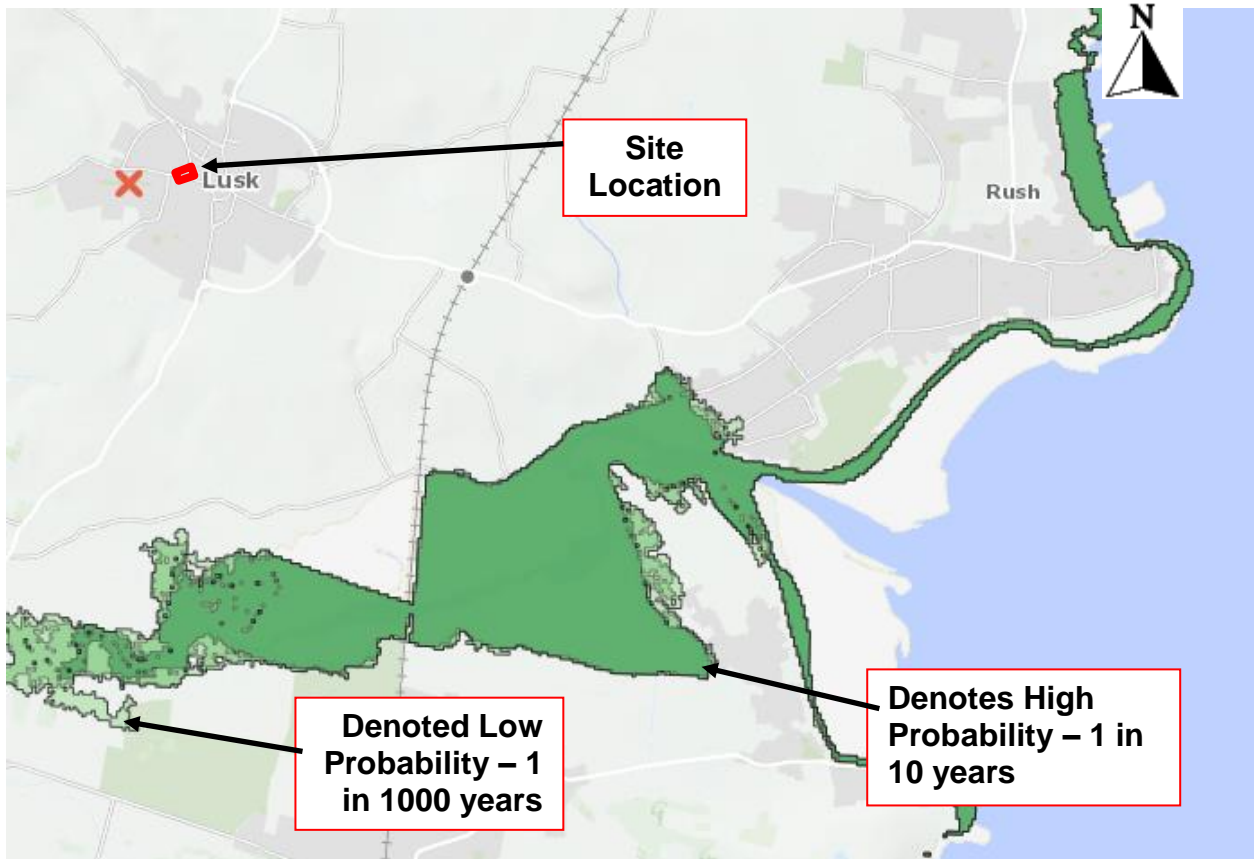 N
Site
Location
Lusk
Rush
Denoted Low
Probability – 1
in 1000 years
Denotes High
Probability – 1 in
10 years